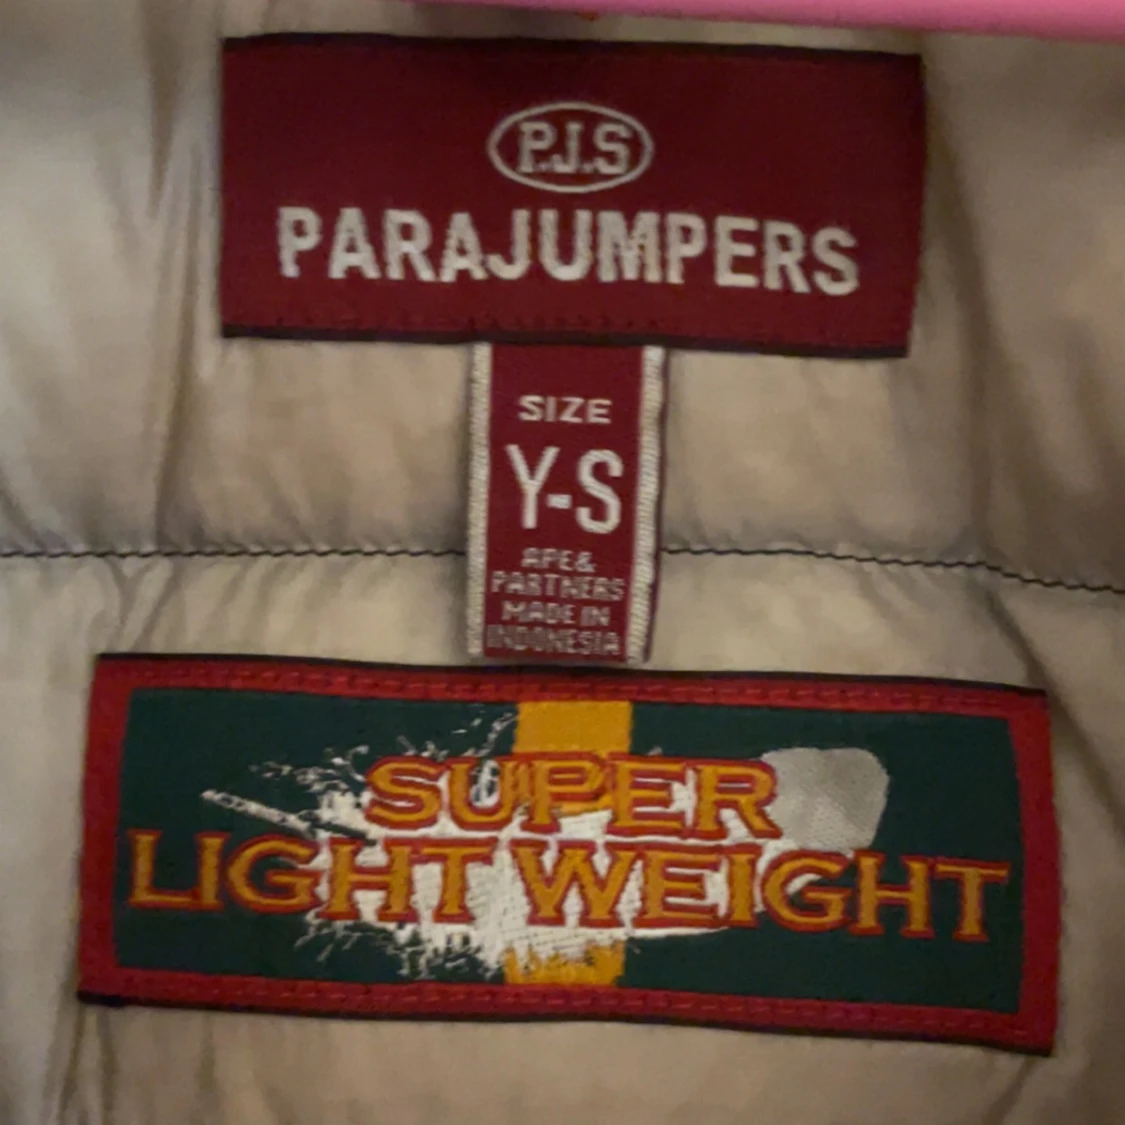 P.J.S
PARAJUMPERS
SIZE
Y-S
APE&
PARTNERS
MADE IN
INDONESIA
SUPER
LIGHT WEIGHT